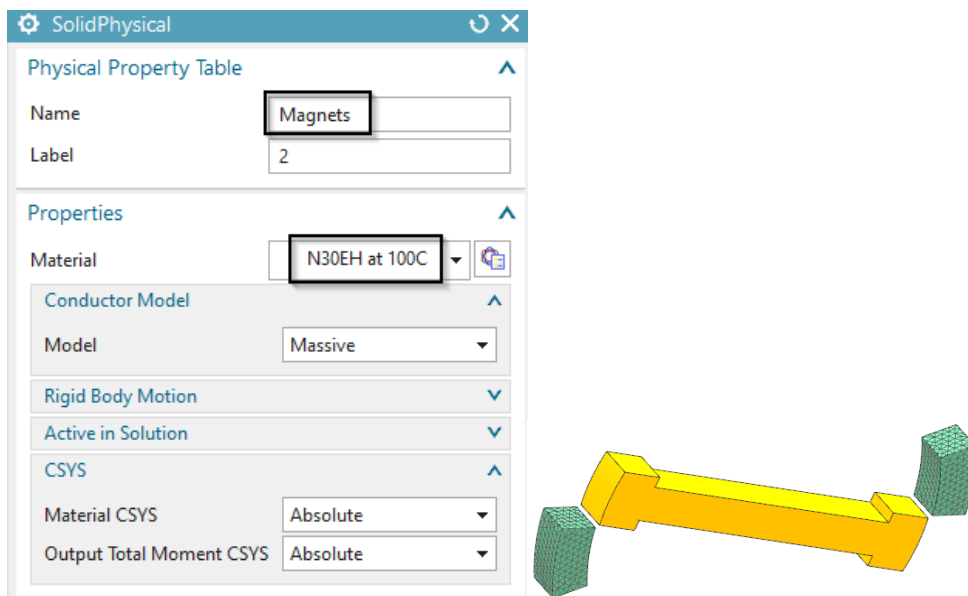 SolidPhysical
Physical Property Table
Name Magnets
Label 2
Properties
Material N30EH at 100C
Conductor Model
Model Massive
Rigid Body Motion
Active in Solution
CSYS
Material CSYS Absolute
Output Total Moment CSYS Absolute